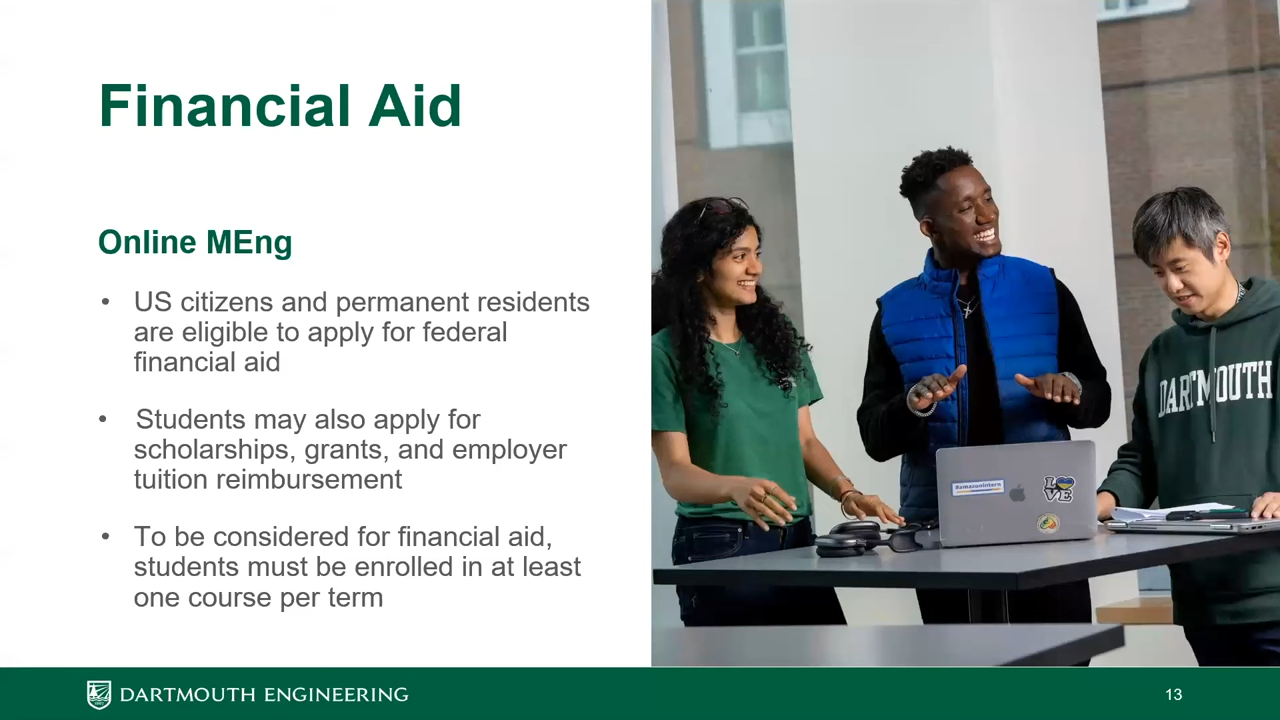 Financial Aid
Online MEng
• US citizens and permanent residents
are eligible to apply for federal
financial aid
• Students may also apply for
scholarships, grants, and employer
tuition reimbursement
• To be considered for financial aid,
students must be enrolled in at least
one course per term
#amazonintern
LOVE
DARTMOUTH
DARTMOUTH ENGINEERING
13